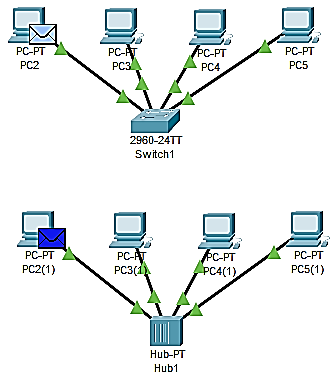 PC-PT
PC2
PC-PT
PC3
PC-PT
PC4
PC-PT
PC5
2960-24TT
Switch1
PC-PT
PC2(1)
PC-PT
PC3(1)
PC-PT
PC4(1)
PC-PT
PC5(1)
Hub-PT
Hub1